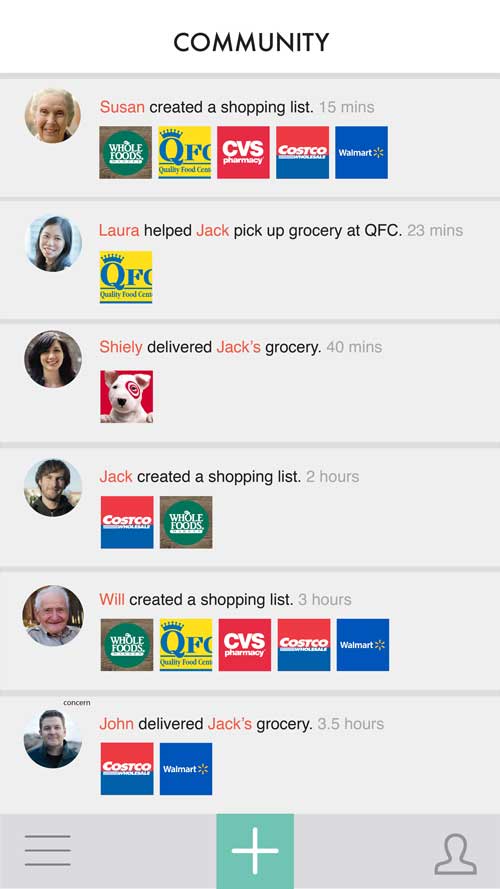 COMMUNITY
Susan created a shopping list. 15 mins
WHOLE FOODS MARKET QFC Quality Food Cent CVS pharmacy COSTCO WHOLESALE Walmart
Laura helped Jack pick up grocery at QFC. 23 mins
QFC Quality Food Cent
Shiely delivered Jack's grocery. 40 mins
Jack created a shopping list. 2 hours
COSTCO WHOLESALE WHOLE FOODS MARKET
Will created a shopping list. 3 hours
WHOLE FOODS MARKET QFC Quality Food Cent CVS pharmacy COSTCO WHOLESALE Walmart
concern
John delivered Jack's grocery. 3.5 hours
COSTCO WHOLESALE Walmart